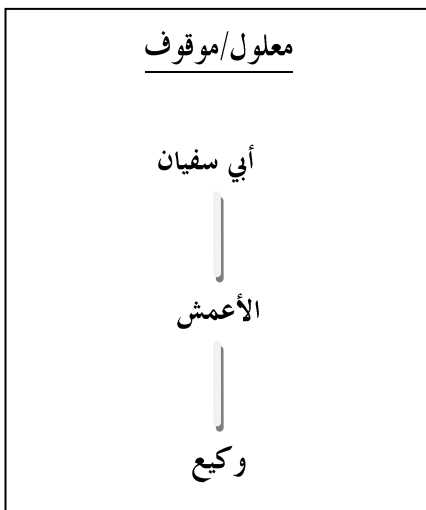 معلول/موقوف
أبي سفيان
الأعمش
وكيع